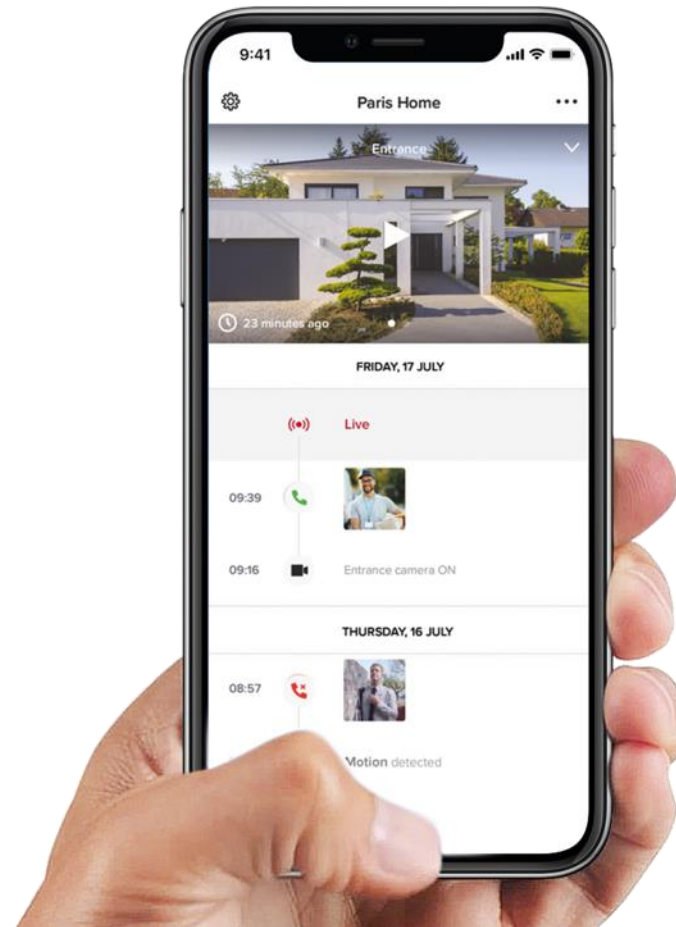 9:41
Paris Home
Entrance
23 minutes ago
FRIDAY, 17 JULY
Live
09:39
09:16 Entrance camera ON
THURSDAY, 16 JULY
08:57
Motion detected